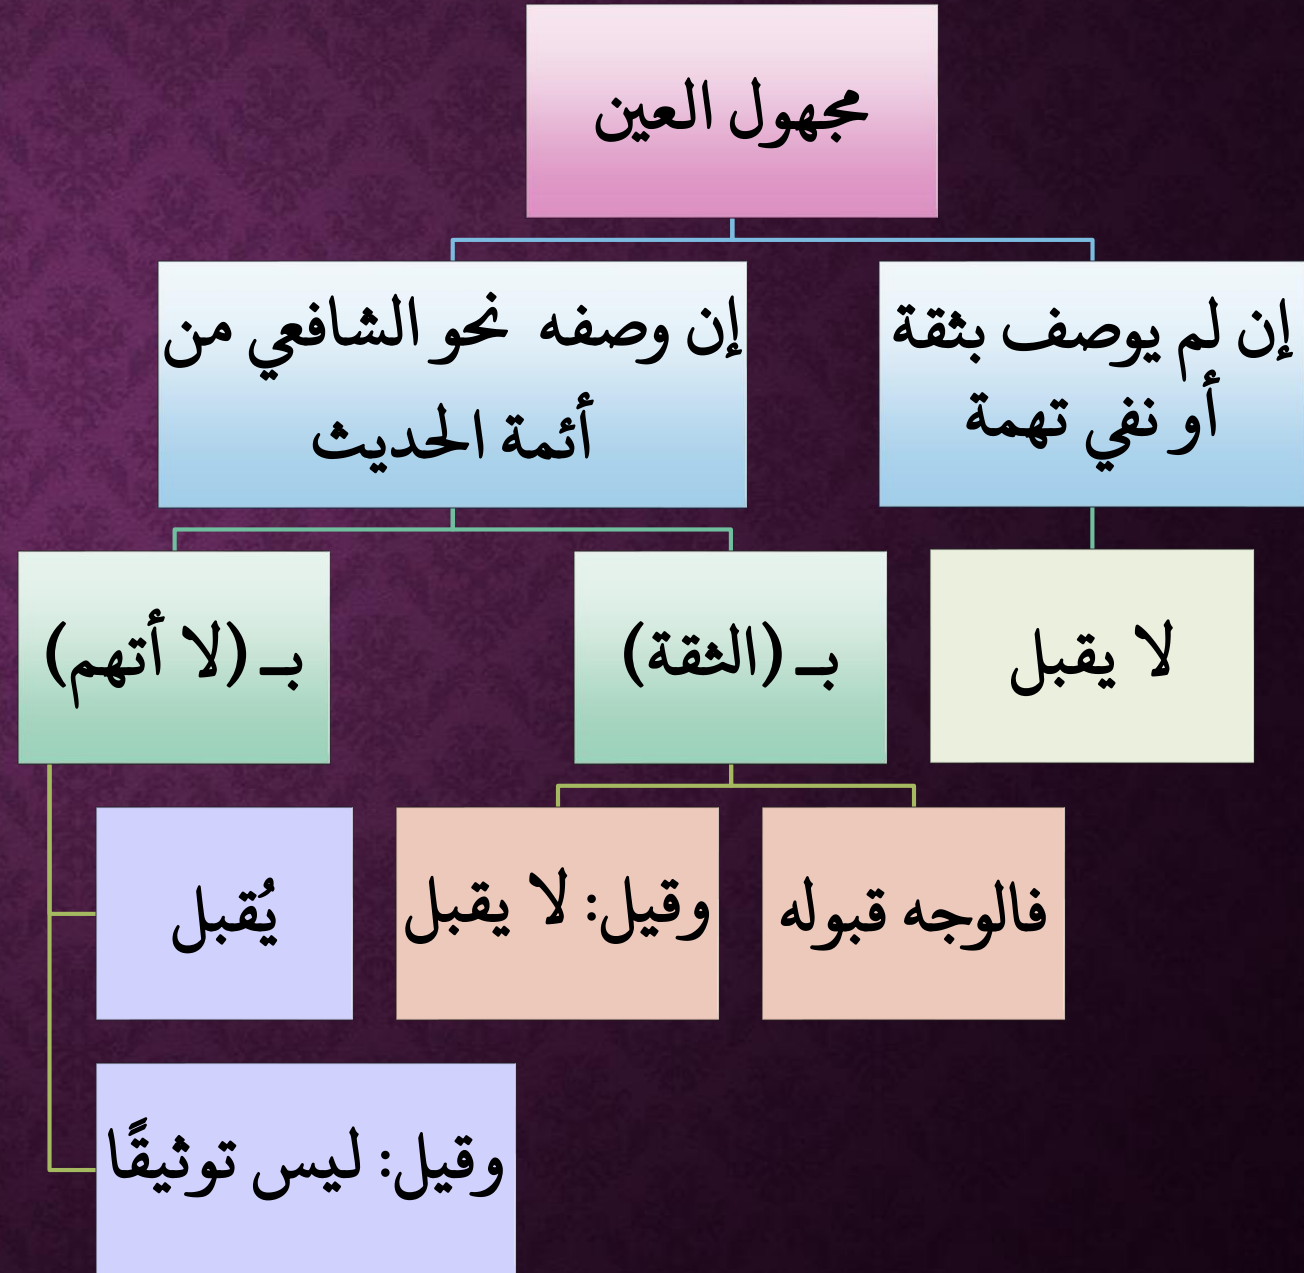 مجهول العين
إن لم يوصف بثقة
أو نفي تهمة
إن وصفه نحو الشافعي من
أئمة الحديث
لا يقبل
بـ (الثقة)
بـ (لا أتهم)
فالوجه قبوله
وقيل: لا يقبل
يُقبل
وقيل: ليس توثيقًا